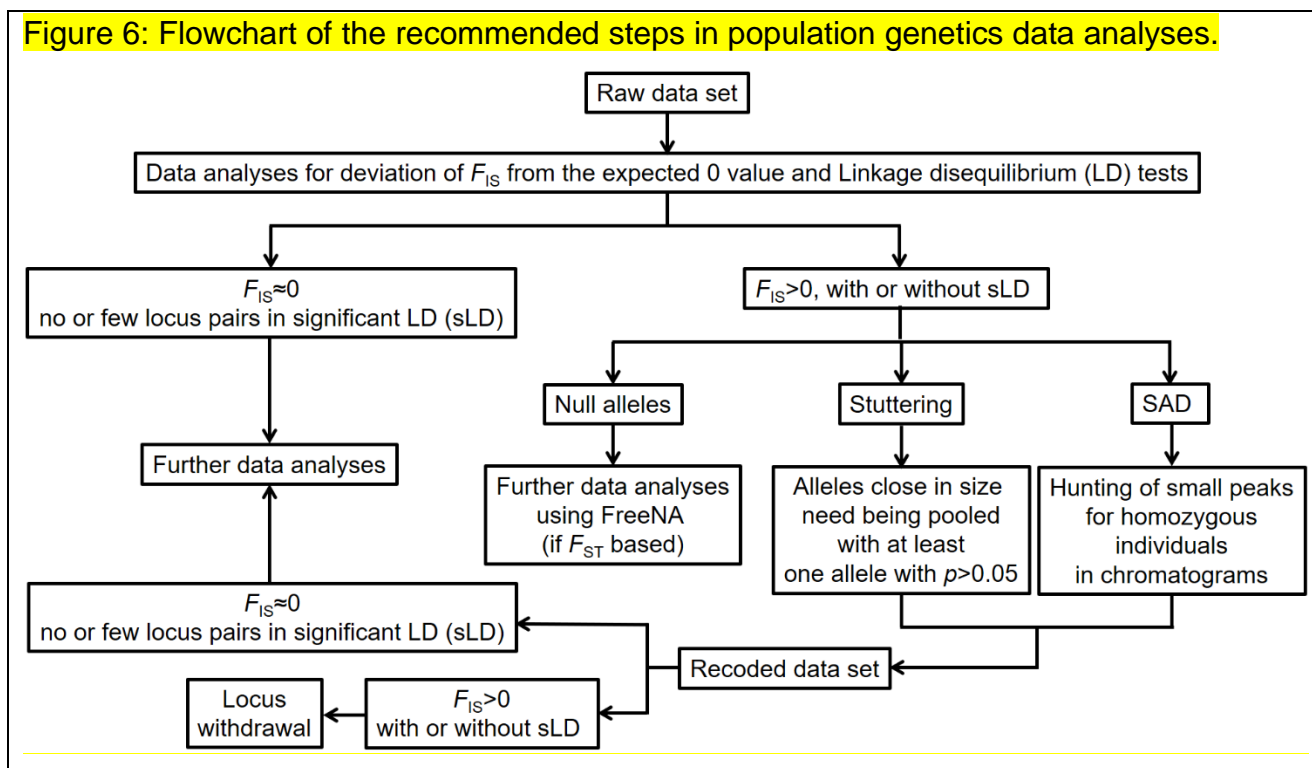 Figure 6: Flowchart of the recommended steps in population genetics data analyses.
Raw data set
Data analyses for deviation of FIS from the expected 0 value and Linkage disequilibrium (LD) tests
FIS≈0
no or few locus pairs in significant LD (sLD)
FIS>0, with or without sLD
Null alleles
Stuttering
SAD
Further data analyses
Further data analyses
using FreeNA
(if FST based)
Alleles close in size
need being pooled
with at least
one allele with p>0.05
Hunting of small peaks
for homozygous
individuals
in chromatograms
FIS≈0
no or few locus pairs in significant LD (sLD)
Recoded data set
Locus
withdrawal
FIS>0
with or without sLD